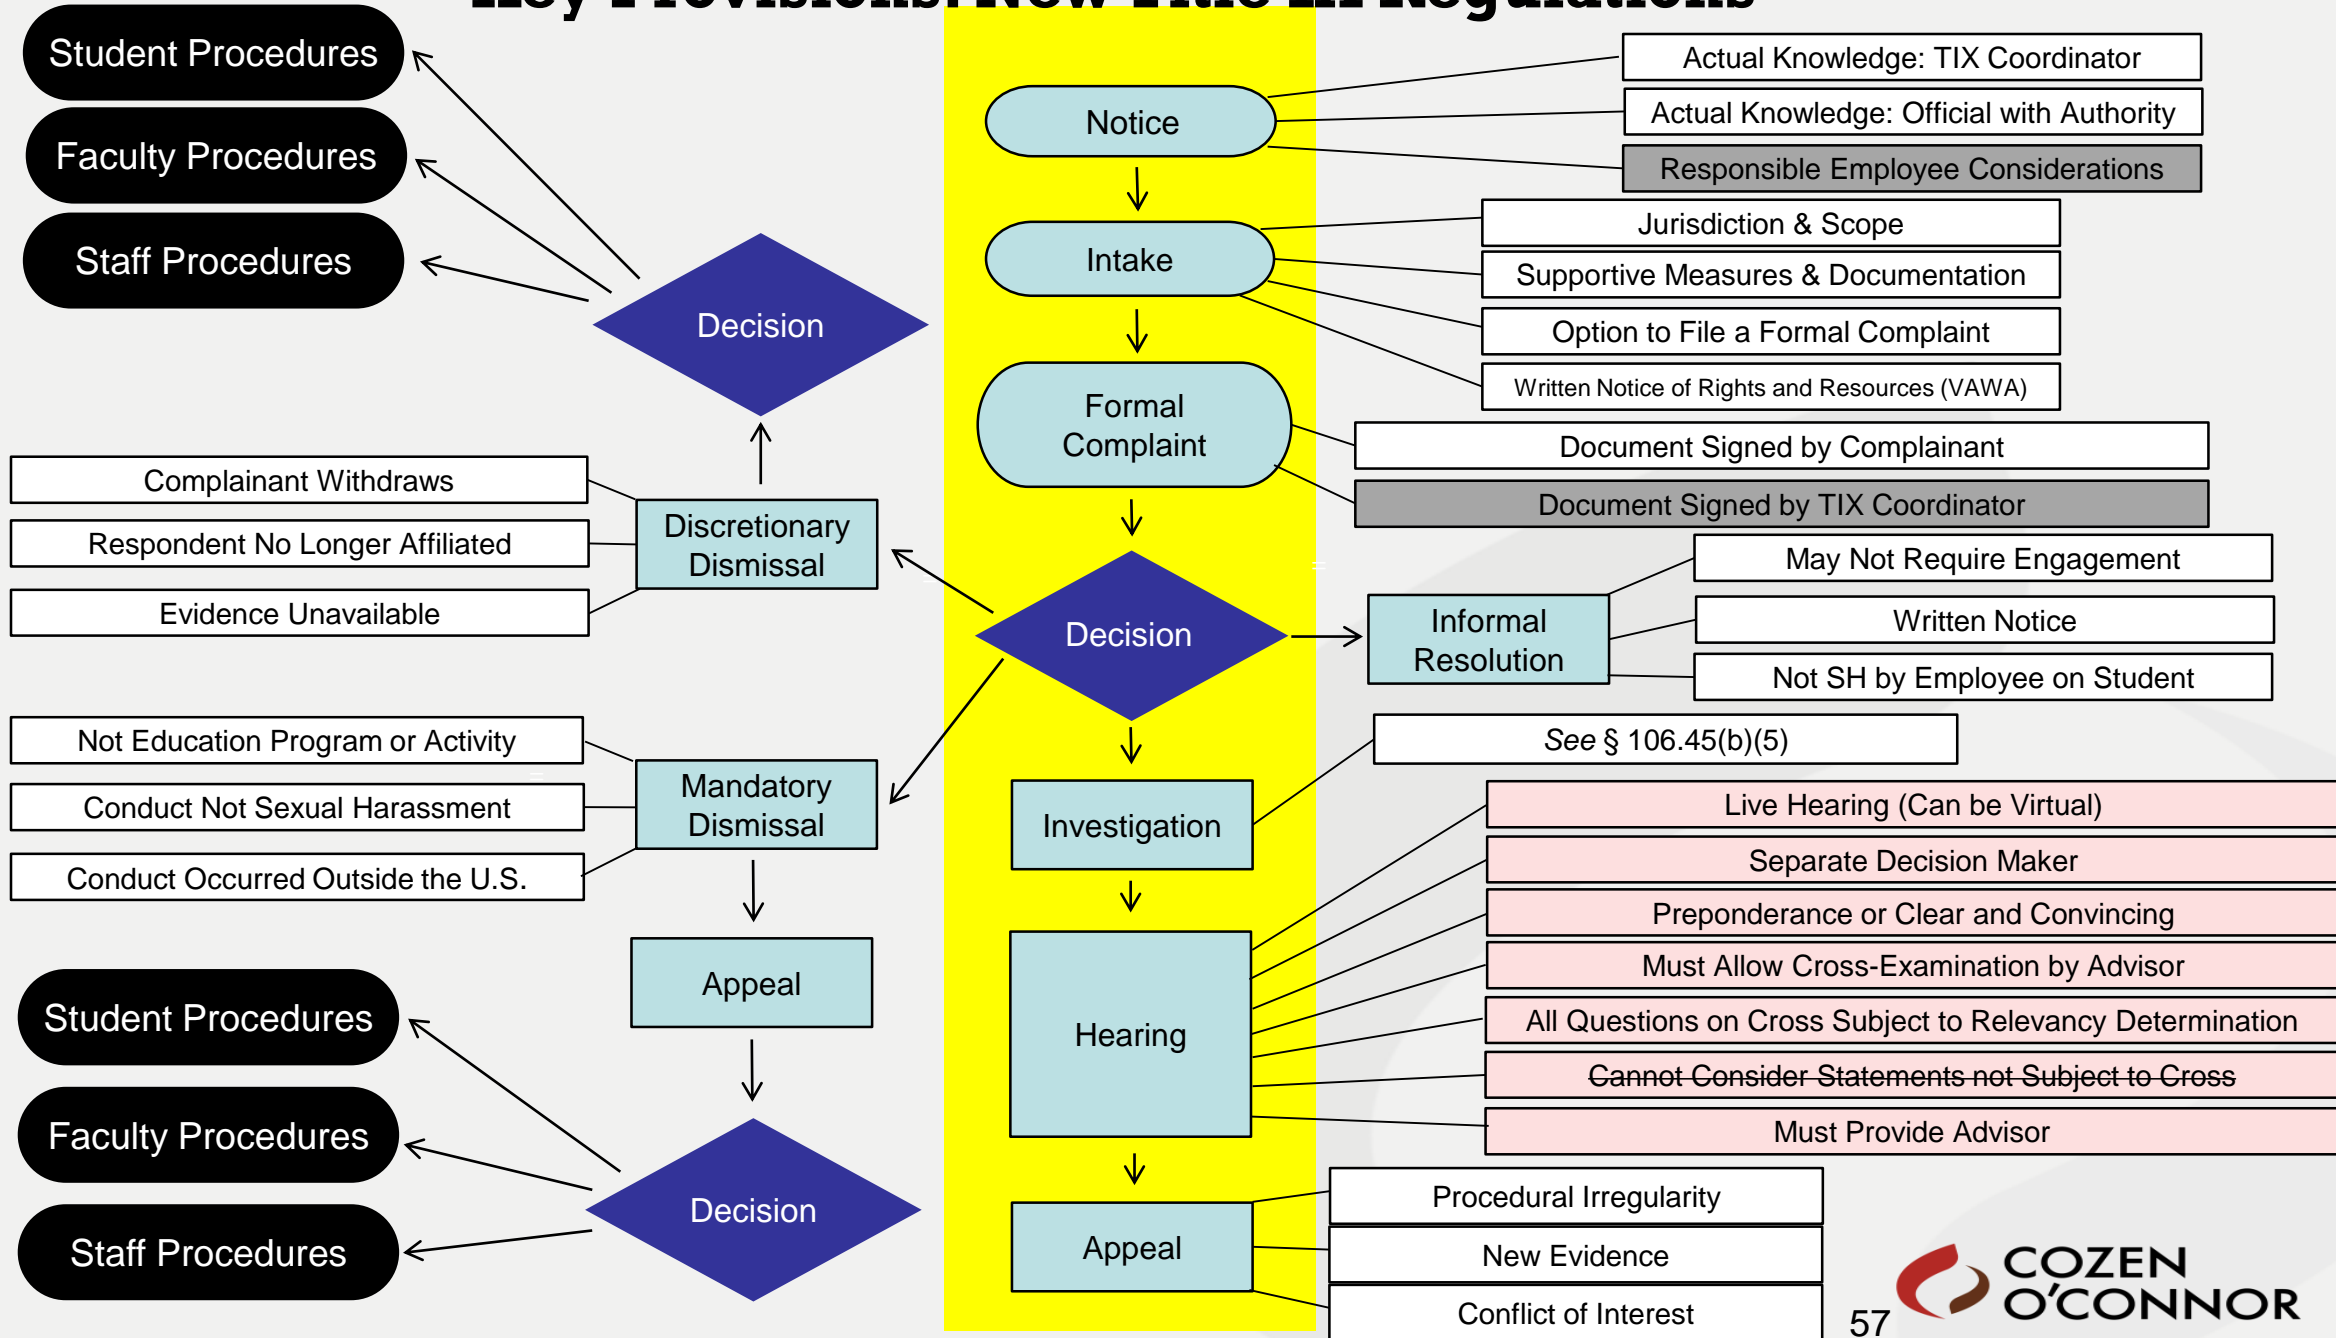 Key Provisions: New Title IX Regulations
Student Procedures
Faculty Procedures
Staff Procedures
Decision
Complainant Withdraws
Respondent No Longer Affiliated
Evidence Unavailable
Discretionary
Dismissal
Not Education Program or Activity
Conduct Not Sexual Harassment
Conduct Occurred Outside the U.S.
Mandatory
Dismissal
Appeal
Student Procedures
Faculty Procedures
Staff Procedures
Decision
Notice
Actual Knowledge: TIX Coordinator
Actual Knowledge: Official with Authority
Responsible Employee Considerations
Intake
Jurisdiction & Scope
Supportive Measures & Documentation
Option to File a Formal Complaint
Written Notice of Rights and Resources (VAWA)
Formal
Complaint
Document Signed by Complainant
Document Signed by TIX Coordinator
Decision
Informal
Resolution
May Not Require Engagement
Written Notice
Not SH by Employee on Student
Investigation
See § 106.45(b)(5)
Hearing
Live Hearing (Can be Virtual)
Separate Decision Maker
Preponderance or Clear and Convincing
Must Allow Cross-Examination by Advisor
All Questions on Cross Subject to Relevancy Determination
Cannot Consider Statements not Subject to Cross
Must Provide Advisor
Appeal
Procedural Irregularity
New Evidence
Conflict of Interest
57
COZEN
O'CONNOR